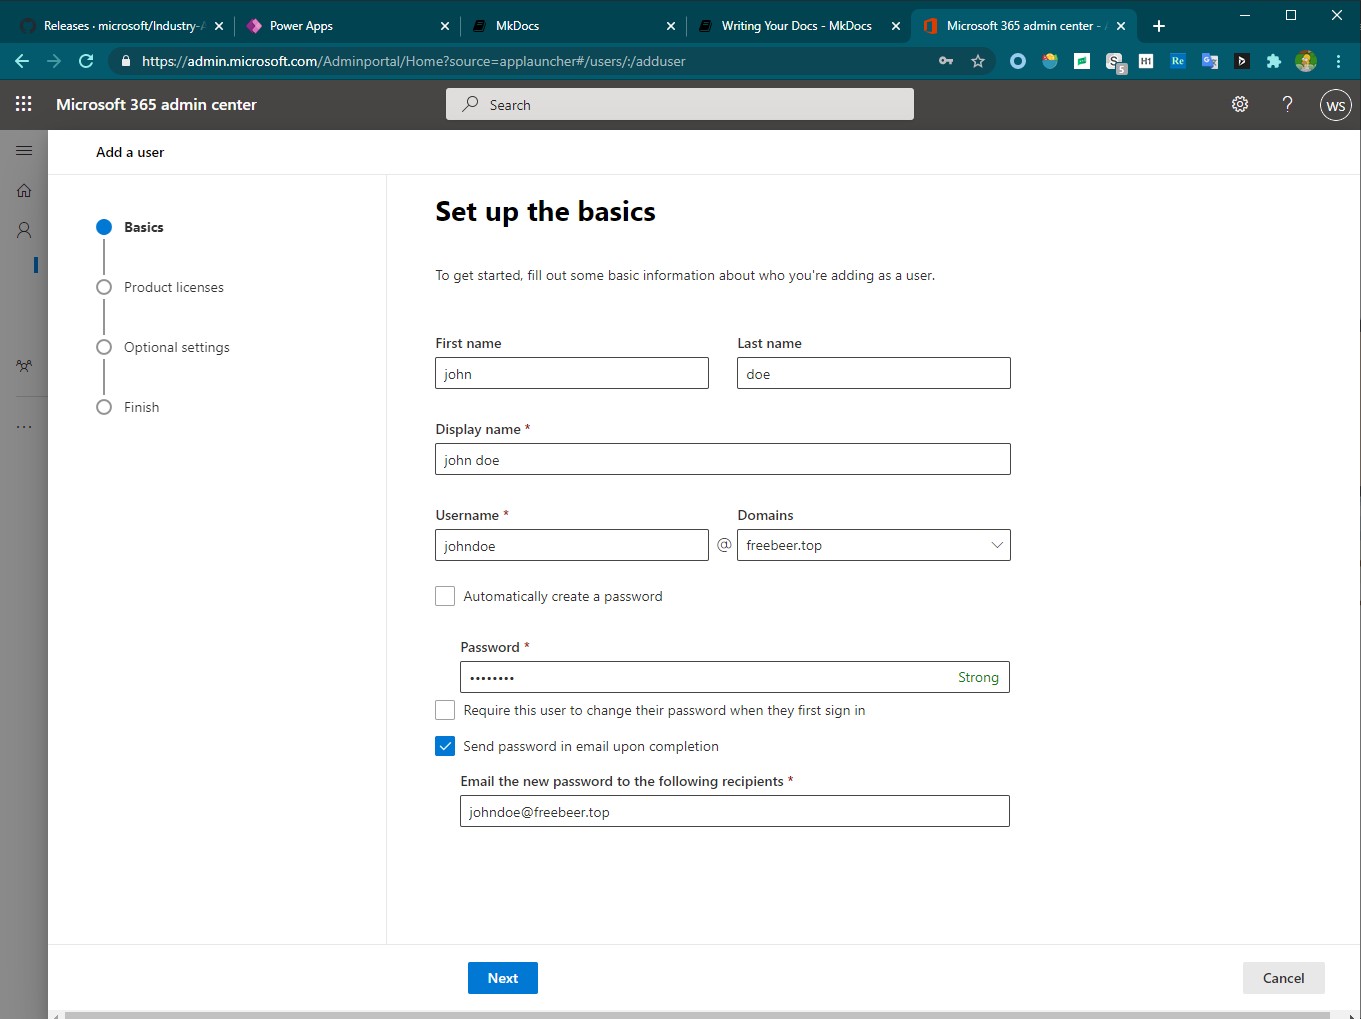 Releases · microsoft/Industry-A
Power Apps
MkDocs
Writing Your Docs - MkDocs
Microsoft 365 admin center -
https://admin.microsoft.com/Adminportal/Home?source=applauncher#/users/:/adduser
S
5
H1
Re
Microsoft 365 admin center
Search
?
WS
Add a user
Basics
Product licenses
Optional settings
Finish
Set up the basics
To get started, fill out some basic information about who you're adding as a user.
First name
Last name
john
doe
Display name *
john doe
Username *
Domains
johndoe
@
freebeer.top
Automatically create a password
Password *
••••••••
Strong
Require this user to change their password when they first sign in
Send password in email upon completion
Email the new password to the following recipients *
johndoe@freebeer.top
Next
Cancel